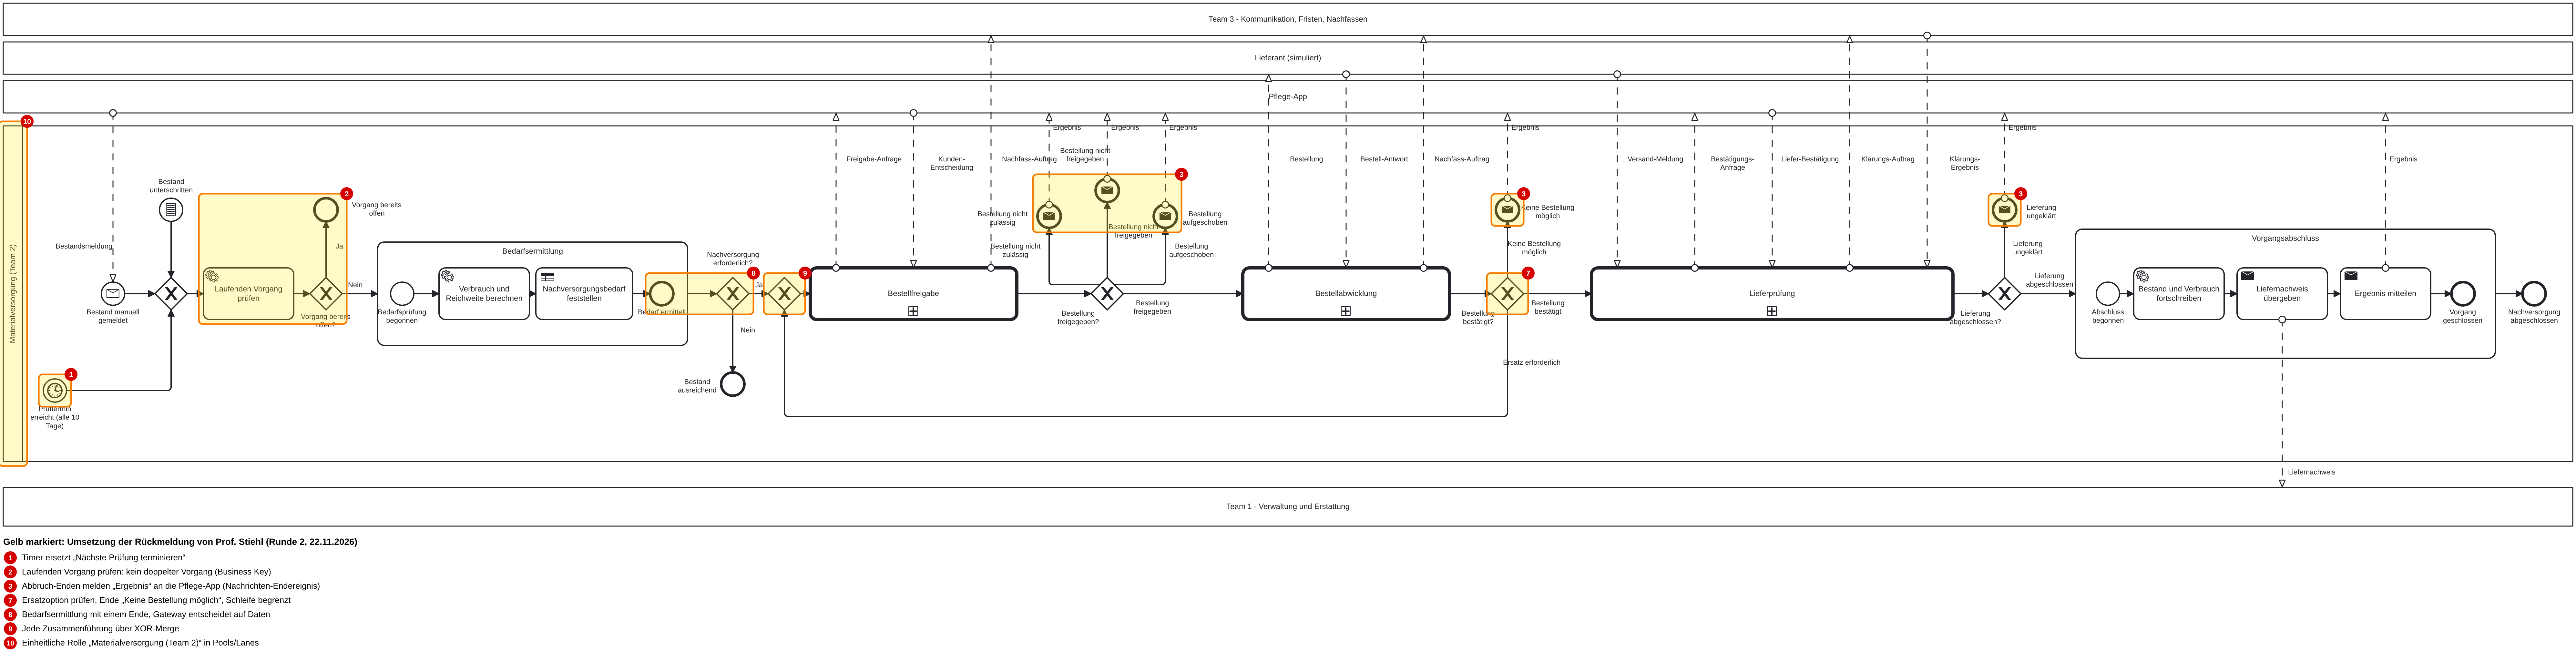 Team 3 - Kommunikation, Fristen, Nachfassen
Lieferant (simuliert)
Pflege-App
10
Materialversorgung (Team 2)
Bestandsmeldung
Bestand
unterschritten
Bestand manuell
gemeldet
1
Prüftermin
erreicht (alle 10
Tage)
2
Laufenden Vorgang
prüfen
Vorgang bereits
offen
Ja
Vorgang bereits
offen?
Nein
Bedarfsermittlung
Bedarfsprüfung
begonnen
Verbrauch und
Reichweite berechnen
Nachversorgungsbedarf
feststellen
Bedarf ermittelt
8
Nachversorgung
erforderlich?
Ja
Nein
Bestand
ausreichend
9
Bestellfreigabe
Freigabe-Anfrage
Kunden-
Entscheidung
Nachfass-Auftrag
Ergebnis
Ergebnis
Ergebnis
3
Bestellung nicht
freigegeben
Bestellung nicht
zulässig
Bestellung
aufgeschoben
Bestellung nicht
freigegeben
Bestellung nicht
zulässig
Bestellung
aufgeschoben
Bestellung
freigegeben?
Bestellung
freigegeben
Bestellung
Bestell-Antwort
Nachfass-Auftrag
Bestellabwicklung
Ergebnis
3
Keine Bestellung
möglich
Keine Bestellung
möglich
7
Bestellung
bestätigt?
Bestellung
bestätigt
Ersatz erforderlich
Versand-Meldung
Bestätigungs-
Anfrage
Liefer-Bestätigung
Klärungs-Auftrag
Klärungs-
Ergebnis
Lieferprüfung
Ergebnis
3
Lieferung
ungeklärt
Lieferung
ungeklärt
Lieferung
abgeschlossen?
Lieferung
abgeschlossen
Vorgangsabschluss
Abschluss
begonnen
Bestand und Verbrauch
fortschreiben
Liefernachweis
übergeben
Ergebnis mitteilen
Ergebnis
Vorgang
geschlossen
Nachversorgung
abgeschlossen
Liefernachweis
Team 1 - Verwaltung und Erstattung
Gelb markiert: Umsetzung der Rückmeldung von Prof. Stiehl (Runde 2, 22.11.2026)
1 Timer ersetzt „Nächste Prüfung terminieren“
2 Laufenden Vorgang prüfen: kein doppelter Vorgang (Business Key)
3 Abbruch-Enden melden „Ergebnis“ an die Pflege-App (Nachrichten-Endereignis)
7 Ersatzoption prüfen, Ende „Keine Bestellung möglich“, Schleife begrenzt
8 Bedarfsermittlung mit einem Ende, Gateway entscheidet auf Daten
9 Jede Zusammenführung über XOR-Merge
10 Einheitliche Rolle „Materialversorgung (Team 2)“ in Pools/Lanes